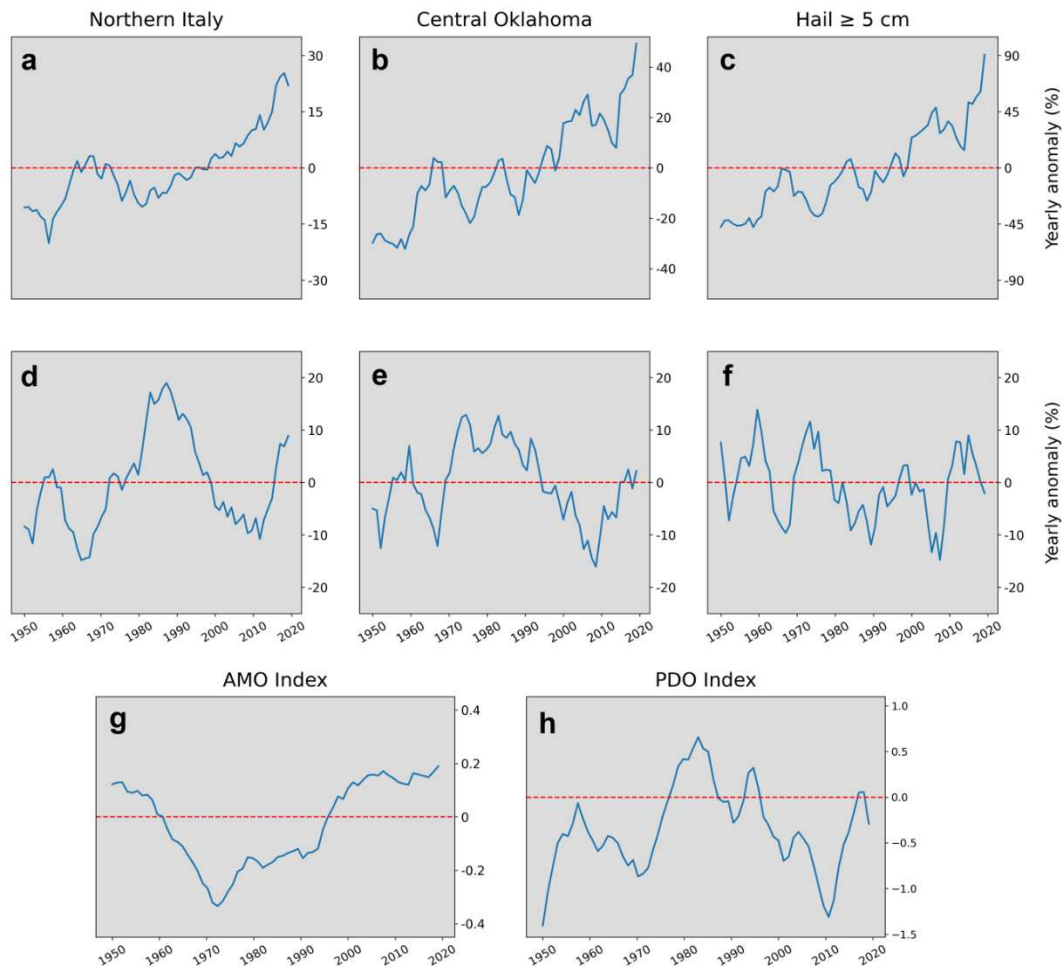 Northern Italy Central Oklahoma Hail ≥ 5 cm
a b c
30 15 0 -15 -30
40 20 0 -20 -40
90 45 0 -45 -90
Yearly anomaly (%)
d e f
20 10 0 -10 -20
20 10 0 -10 -20
20 10 0 -10 -20
Yearly anomaly (%)
1950 1960 1970 1980 1990 2000 2010 2020
1950 1960 1970 1980 1990 2000 2010 2020
1950 1960 1970 1980 1990 2000 2010 2020
AMO Index PDO Index
g h
0.4 0.2 0 -0.2 -0.4
1.0 0.5 0.0 −0.5 −1.0 −1.5
1950 1960 1970 1980 1990 2000 2010 2020
1950 1960 1970 1980 1990 2000 2010 2020